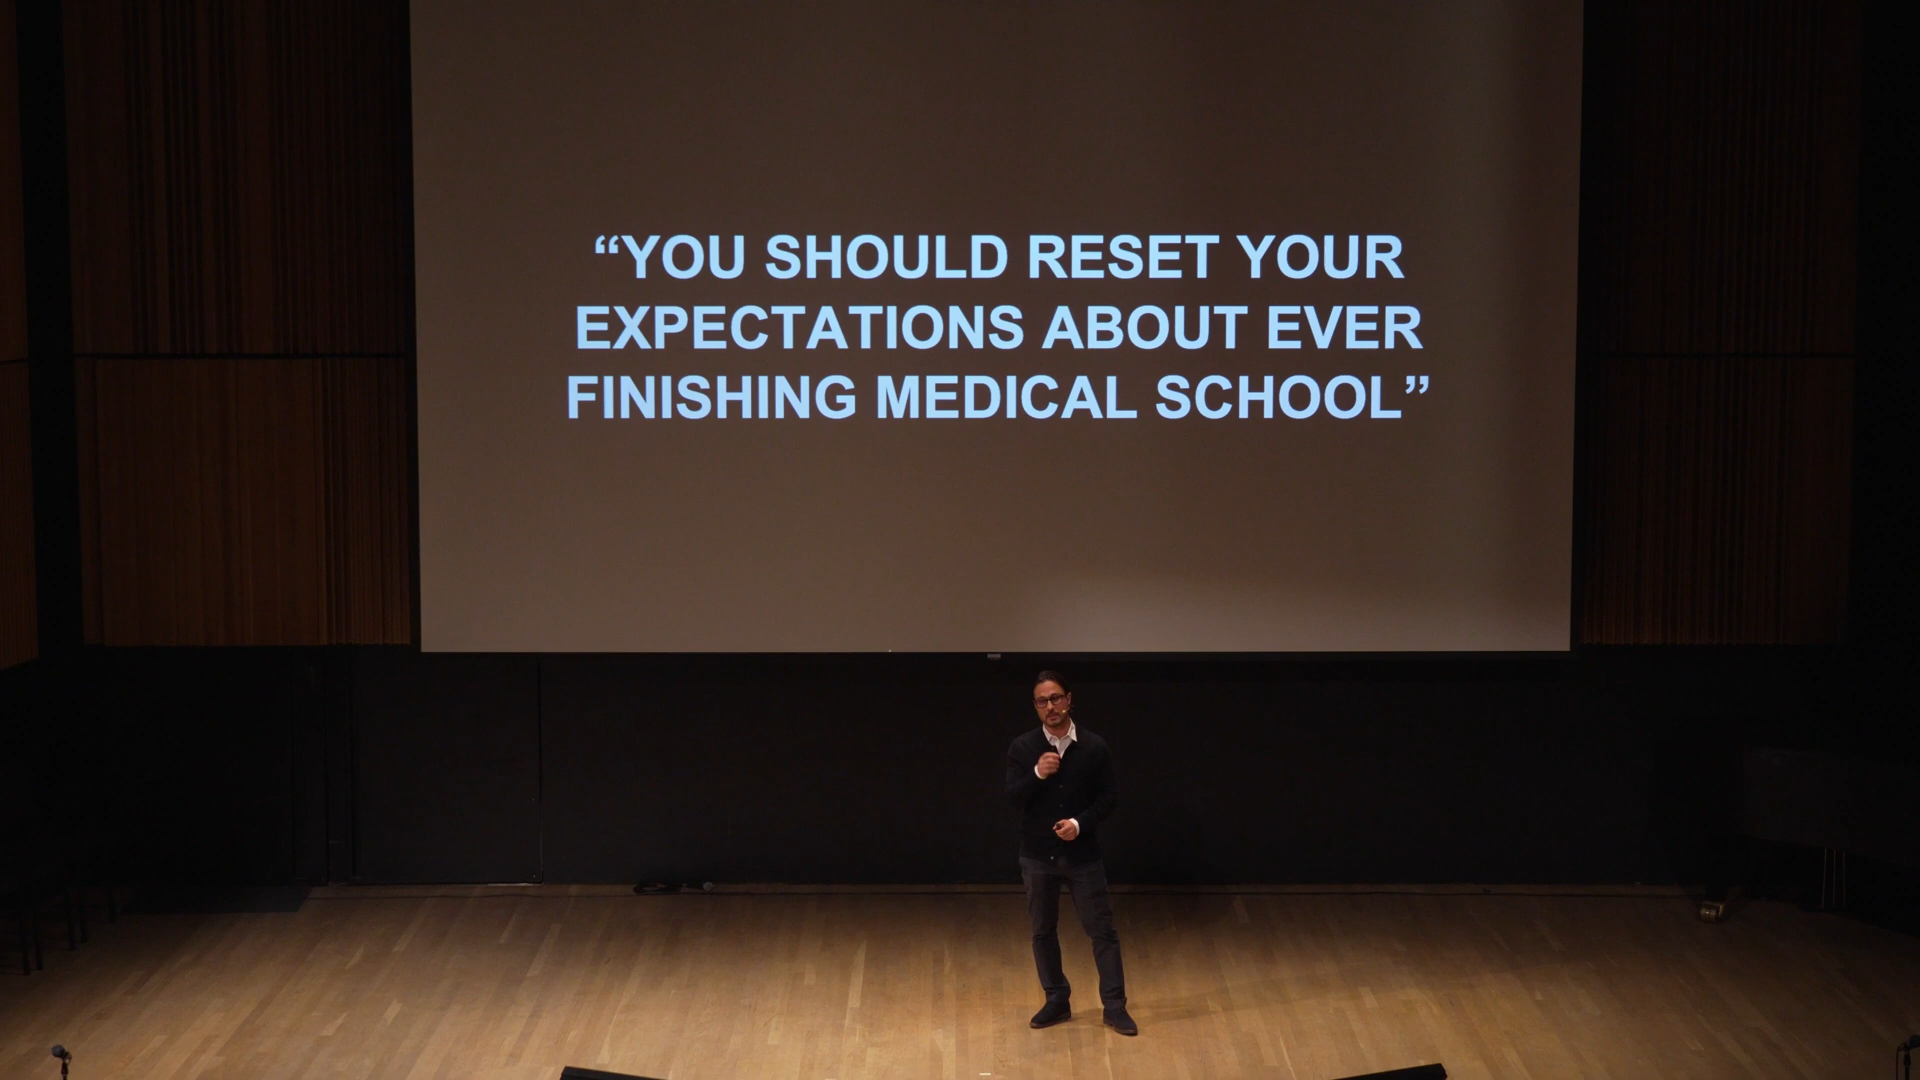 “YOU SHOULD RESET YOUR
EXPECTATIONS ABOUT EVER
FINISHING MEDICAL SCHOOL”